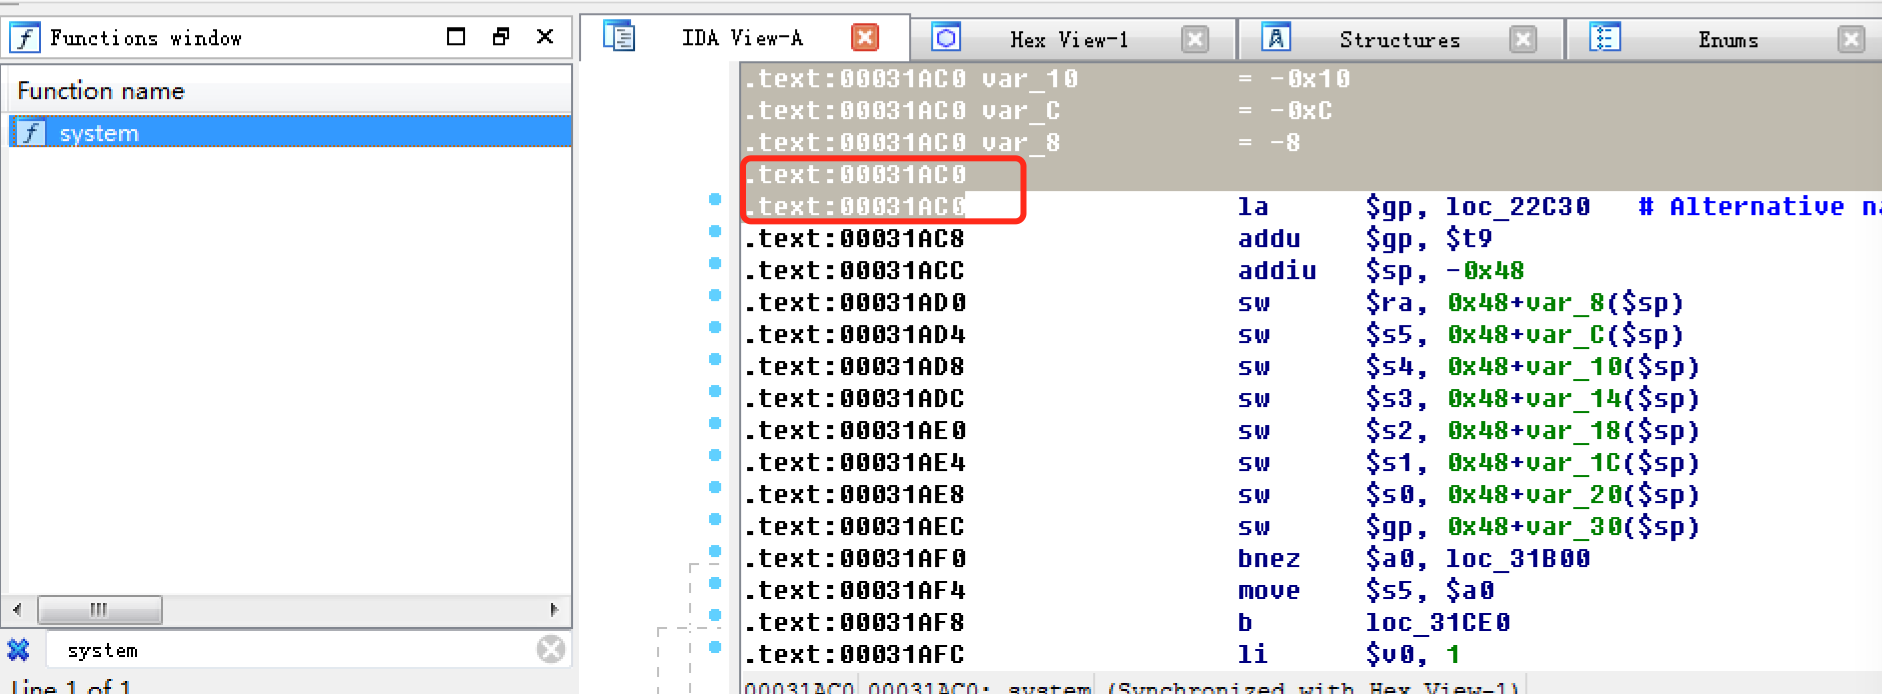 Functions window
Function name
system
system
Line 1 of 1
IDA View-A
Hex View-1
Structures
Enums
.text:00031AC0 var_10 = -0x10
.text:00031AC0 var_C = -0xC
.text:00031AC0 var_8 = -8
.text:00031AC0
.text:00031AC0 la $gp, loc_22C30 # Alternative na
.text:00031AC8 addu $gp, $t9
.text:00031ACC addiu $sp, -0x48
.text:00031AD0 sw $ra, 0x48+var_8($sp)
.text:00031AD4 sw $s5, 0x48+var_C($sp)
.text:00031AD8 sw $s4, 0x48+var_10($sp)
.text:00031ADC sw $s3, 0x48+var_14($sp)
.text:00031AE0 sw $s2, 0x48+var_18($sp)
.text:00031AE4 sw $s1, 0x48+var_1C($sp)
.text:00031AE8 sw $s0, 0x48+var_20($sp)
.text:00031AEC sw $gp, 0x48+var_30($sp)
.text:00031AF0 bnez $a0, loc_31B00
.text:00031AF4 move $s5, $a0
.text:00031AF8 b loc_31CE0
.text:00031AFC li $v0, 1
00031AC0 00031AC0: system (Synchronized with Hex View-1)